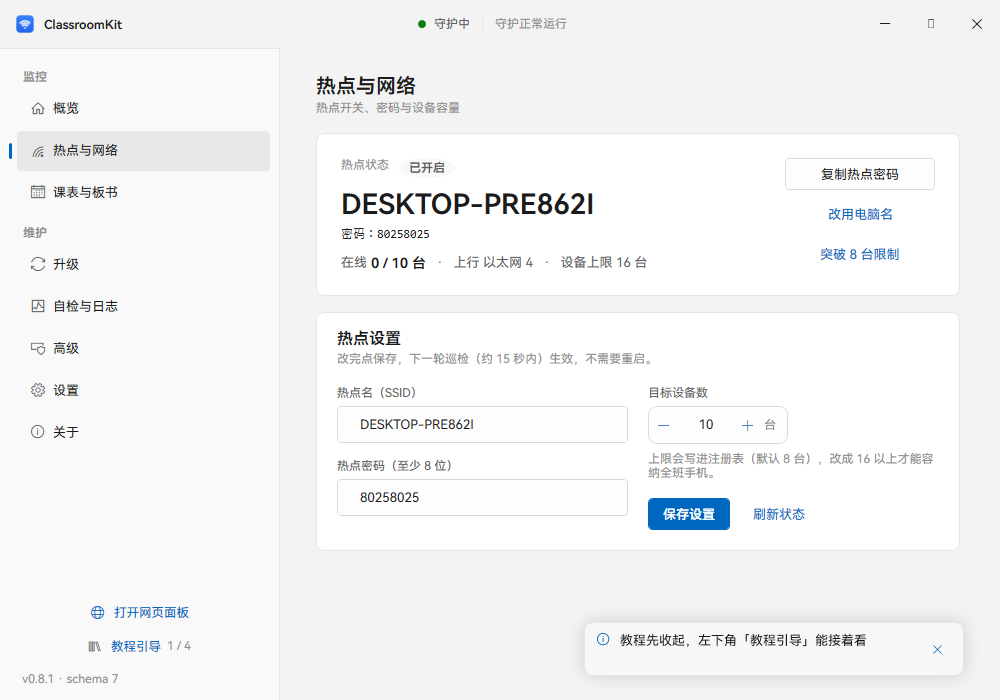 ClassroomKit
守护中
守护正常运行
监控
概览
热点与网络
课表与板书
维护
升级
自检与日志
高级
设置
关于
打开网页面板
教程引导 1 / 4
v0.8.1 · schema 7
热点与网络
热点开关、密码与设备容量
热点状态 已开启
DESKTOP-PRE862I
密码：80258025
在线 0 / 10 台 · 上行 以太网 4 · 设备上限 16 台
复制热点密码
改用电脑名
突破 8 台限制
热点设置
改完点保存，下一轮巡检（约 15 秒内）生效，不需要重启。
热点名（SSID）
DESKTOP-PRE862I
热点密码（至少 8 位）
80258025
目标设备数
10 台
上限会写进注册表（默认 8 台），改成 16 以上才能容
纳全班手机。
保存设置 刷新状态
教程先收起，左下角「教程引导」能接着看